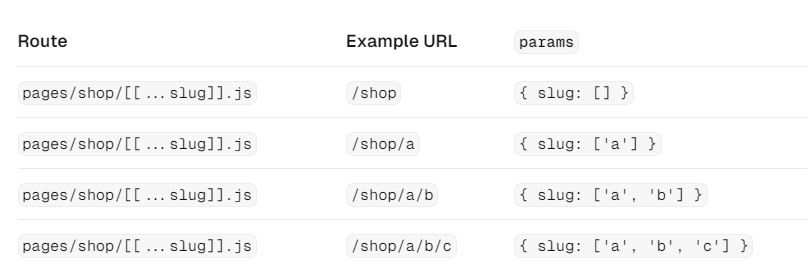 Route Example URL params
pages/shop/[[...slug]].js /shop { slug: [] }
pages/shop/[[...slug]].js /shop/a { slug: ['a'] }
pages/shop/[[...slug]].js /shop/a/b { slug: ['a', 'b'] }
pages/shop/[[...slug]].js /shop/a/b/c { slug: ['a', 'b', 'c'] }